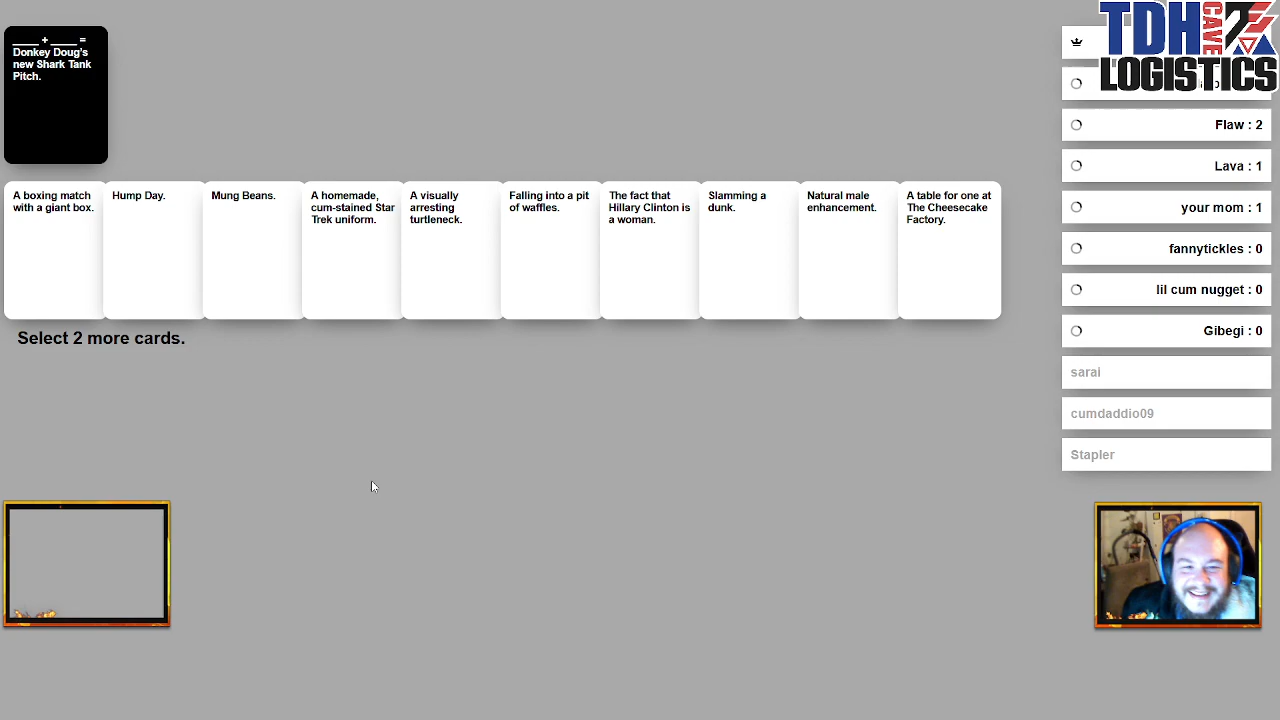 ____ + ____ =
Donkey Doug's
new Shark Tank
Pitch.
TDH
CAVE
LOGISTICS
Flaw : 2
Lava : 1
your mom : 1
fannytickles : 0
lil cum nugget : 0
Gibegi : 0
sarai
cumdaddio09
Stapler
A boxing match
with a giant box.
Hump Day.
Mung Beans.
A homemade,
cum-stained Star
Trek uniform.
A visually
arresting
turtleneck.
Falling into a pit
of waffles.
The fact that
Hillary Clinton is
a woman.
Slamming a
dunk.
Natural male
enhancement.
A table for one at
The Cheesecake
Factory.
Select 2 more cards.